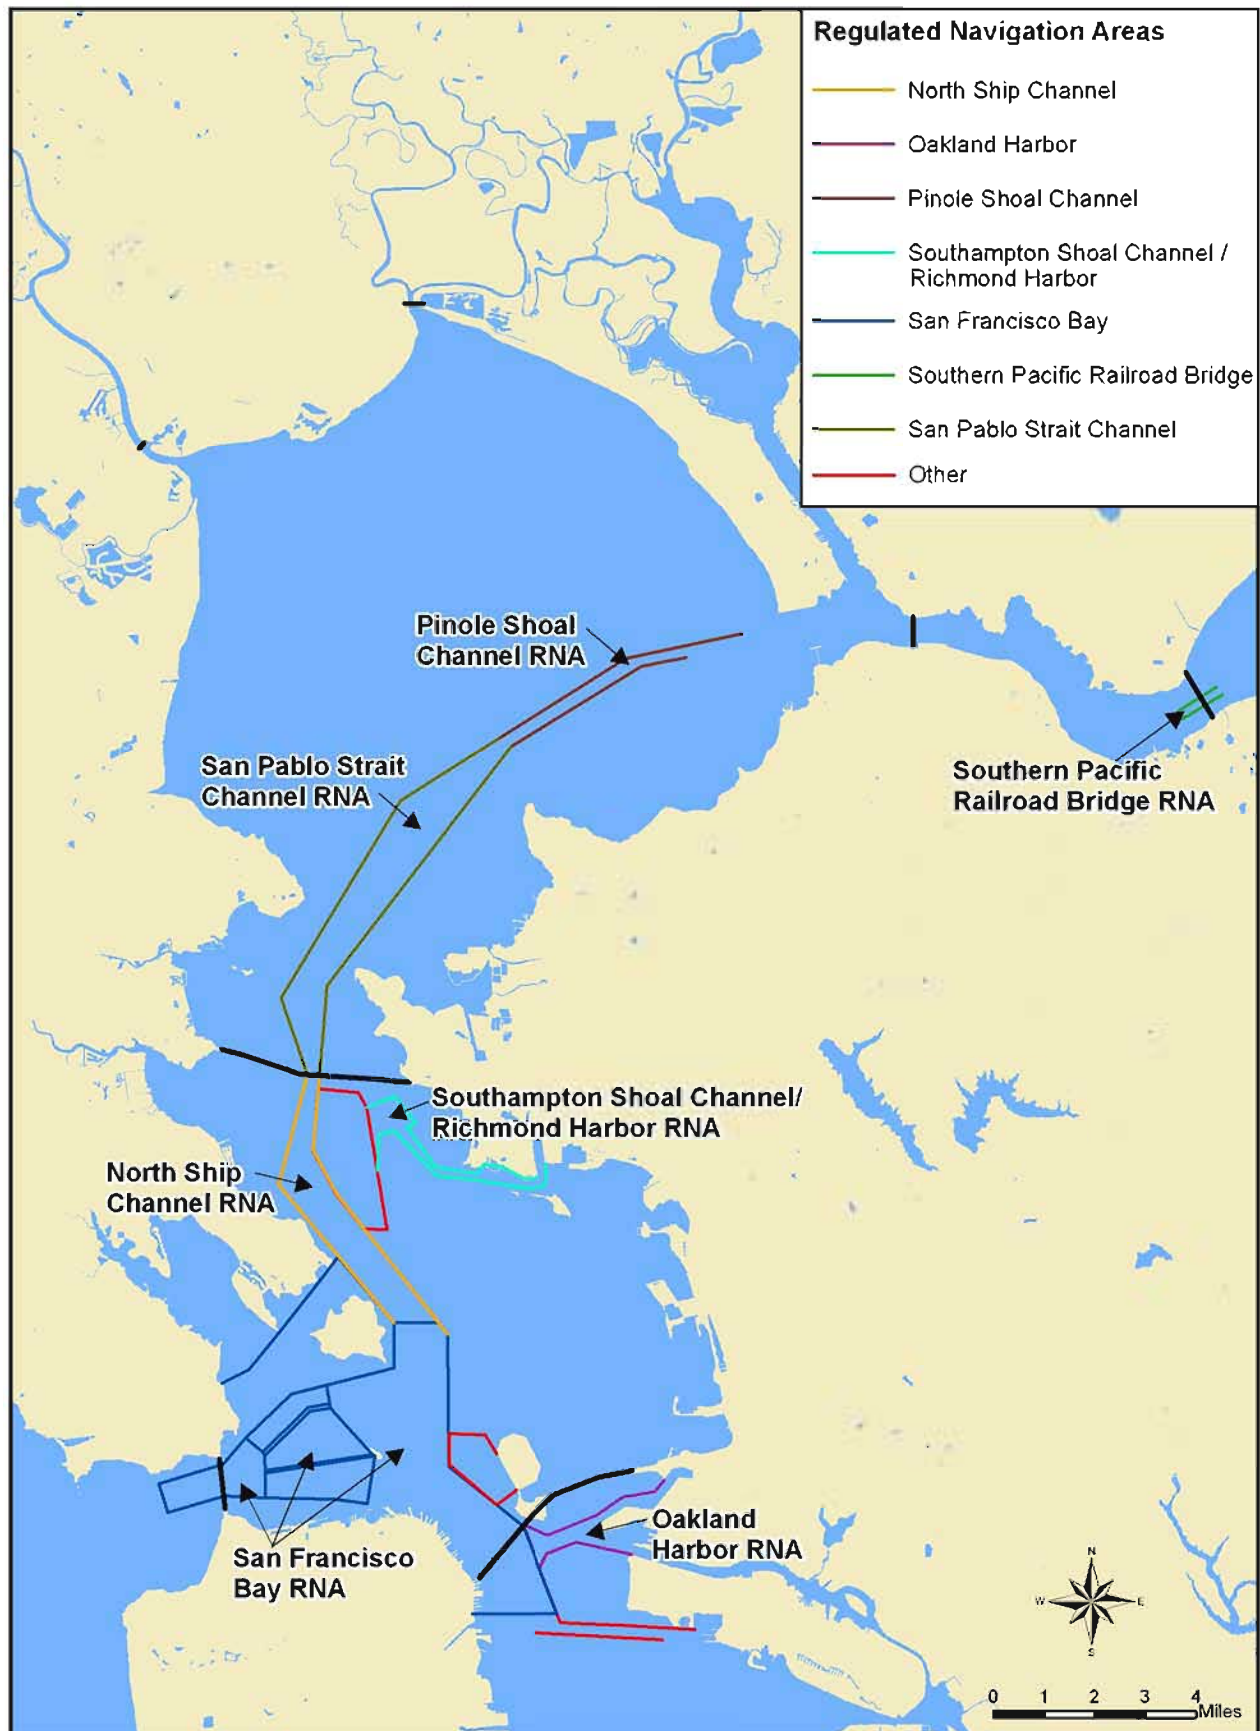 Regulated Navigation Areas
North Ship Channel
Oakland Harbor
Pinole Shoal Channel
Southampton Shoal Channel /
Richmond Harbor
San Francisco Bay
Southern Pacific Railroad Bridge
San Pablo Strait Channel
Other
Pinole Shoal
Channel RNA
San Pablo Strait
Channel RNA
Southern Pacific
Railroad Bridge RNA
Southampton Shoal Channel/
Richmond Harbor RNA
North Ship
Channel RNA
Oakland
Harbor RNA
San Francisco
Bay RNA
N
W E
S
0 1 2 3 4
Miles